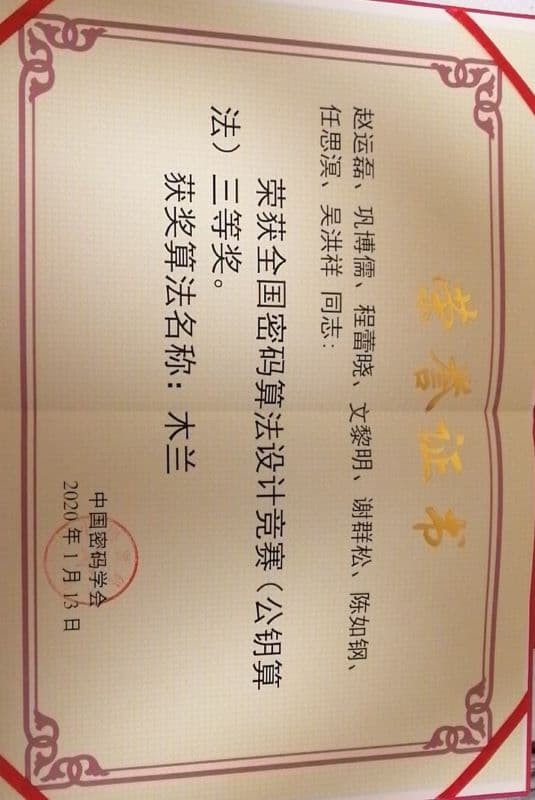 荣誉证书
赵运磊、巩博儒、程蕾晓、文黎明、谢群松、陈如钢、
任思溟、吴洪祥 同志:
荣获全国密码算法设计竞赛（公钥算
法）三等奖。
获奖算法名称：木兰
中国密码学会
2020 年 1 月 13 日